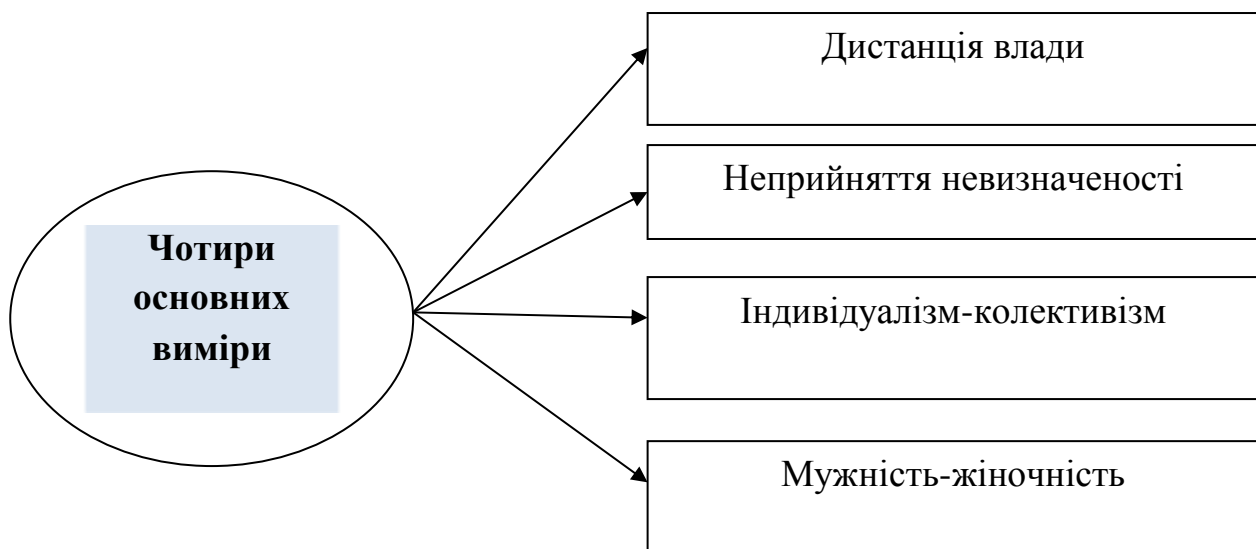 Чотири
основних
виміри
Дистанція влади
Неприйняття невизначеності
Індивідуалізм-колективізм
Мужність-жіночність